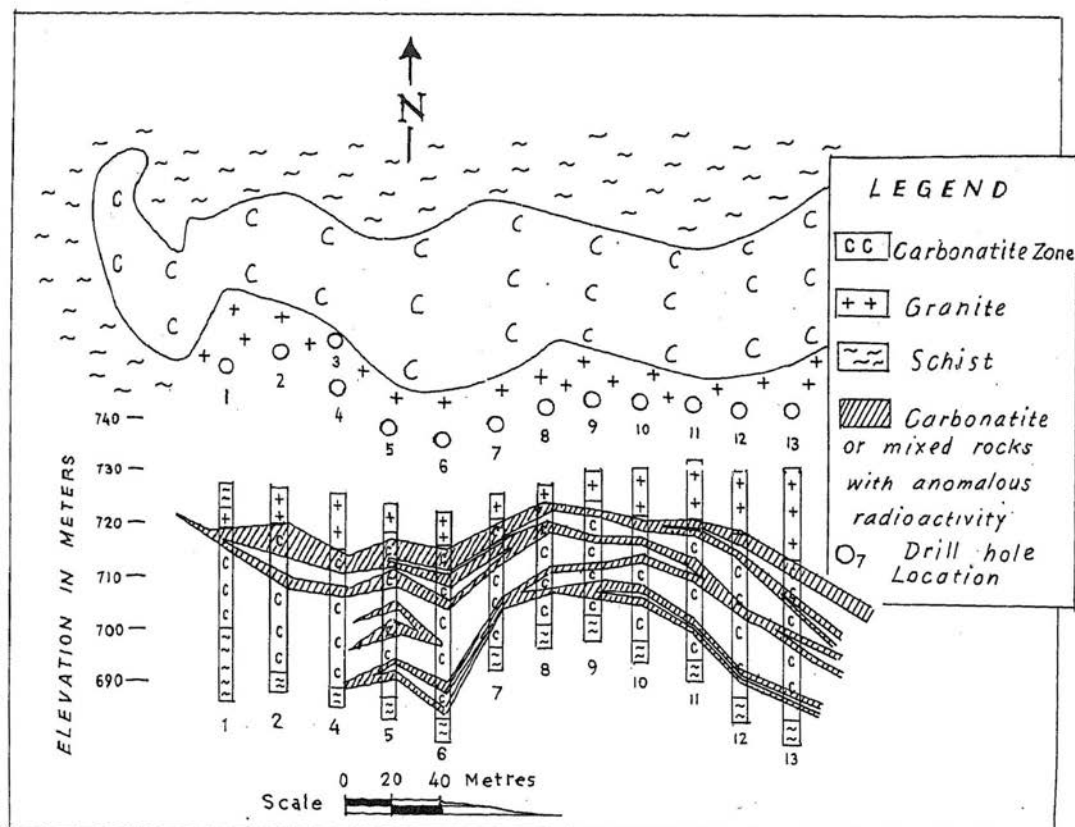 N
LEGEND
C C Carbonatite Zone
+ + Granite
Schist
Carbonatite
or mixed rocks
with anomalous
radioactivity
7 Drill hole
Location
C C C C C C C C C C C C C C C C C C C C C C C C
1 2 3 4 5 6 7 8 9 10 11 12 13
ELEVATION IN METERS
740
730
720
710
700
690
1 2 4 5 6 7 8 9 10 11 12 13
0 20 40 Metres
Scale